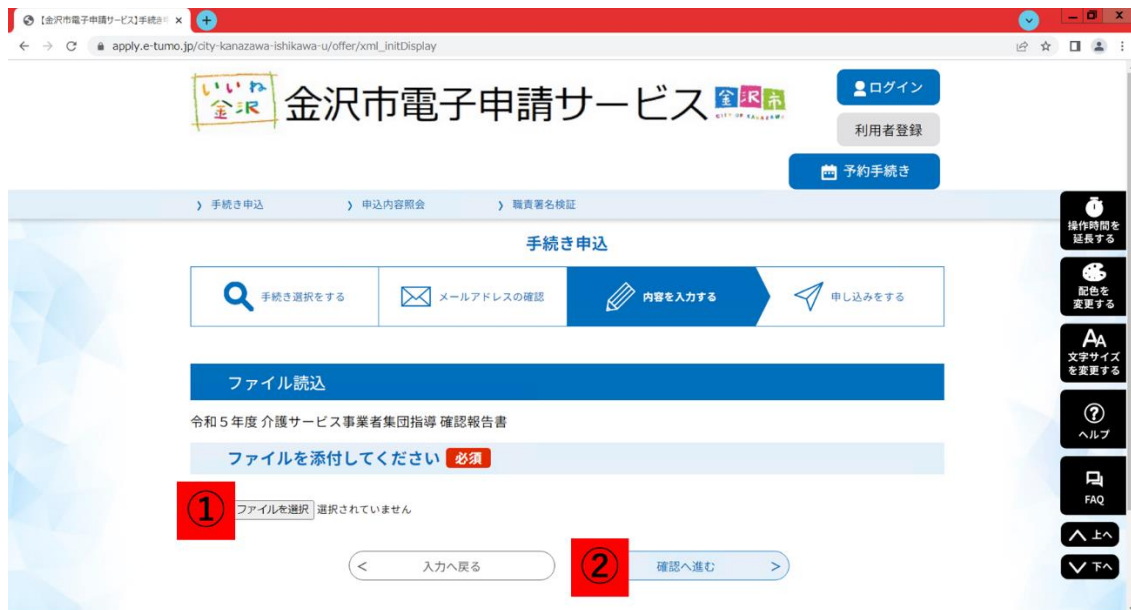 【金沢市電子申請サービス】手続き申
apply.e-tumo.jp/city-kanazawa-ishikawa-u/offer/xml_initDisplay
いいね金沢
金沢市電子申請サービス
金沢市
CITY OF KANAZAWA
ログイン
利用者登録
予約手続き
手続き申込
申込内容照会
職責署名検証
手続き申込
手続き選択をする
メールアドレスの確認
内容を入力する
申し込みをする
ファイル読込
令和5年度 介護サービス事業者集団指導 確認報告書
ファイルを添付してください 必須
① ファイルを選択 選択されていません
< 入力へ戻る
② 確認へ進む >
操作時間を
延長する
配色を
変更する
AA
文字サイズ
を変更する
?
ヘルプ
FAQ
上へ
下へ